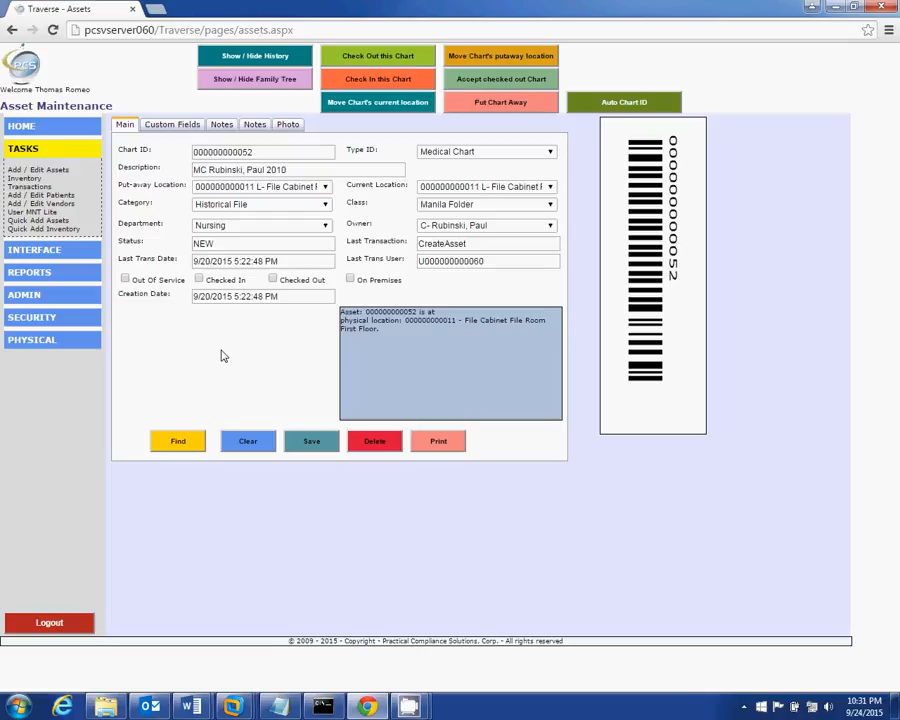 Traverse - Assets
pcsvserver060/Traverse/pages/assets.aspx
PCS
Welcome Thomas Romeo
Asset Maintenance
Show / Hide History
Check Out this Chart
Move Chart's putaway location
Show / Hide Family Tree
Check In this Chart
Accept checked out Chart
Move Chart's current location
Put Chart Away
Auto Chart ID
HOME
TASKS
Add / Edit Assets
Inventory
Transactions
Add / Edit Patients
Add / Edit Vendors
User MNT Lite
Quick Add Assets
Quick Add Inventory
INTERFACE
REPORTS
ADMIN
SECURITY
PHYSICAL
Logout
Main
Custom Fields
Notes
Notes
Photo
Chart ID: 000000000052
Type ID: Medical Chart
Description: MC Rubinski, Paul 2010
Put-away Location: 000000000011 L- File Cabinet F
Current Location: 000000000011 L- File Cabinet F
Category: Historical File
Class: Manila Folder
Department: Nursing
Owner: C- Rubinski, Paul
Status: NEW
Last Transaction: CreateAsset
Last Trans Date: 9/20/2015 5:22:48 PM
Last Trans User: U000000000060
Out Of Service
Checked In
Checked Out
On Premises
Creation Date: 9/20/2015 5:22:48 PM
Asset: 000000000052 is at
physical location: 000000000011 - File Cabinet File Room
First Floor.
Find
Clear
Save
Delete
Print
000000000052
© 2009 - 2015 - Copyright - Practical Compliance Solutions, Corp. - All rights reserved
10:31 PM
9/24/2015